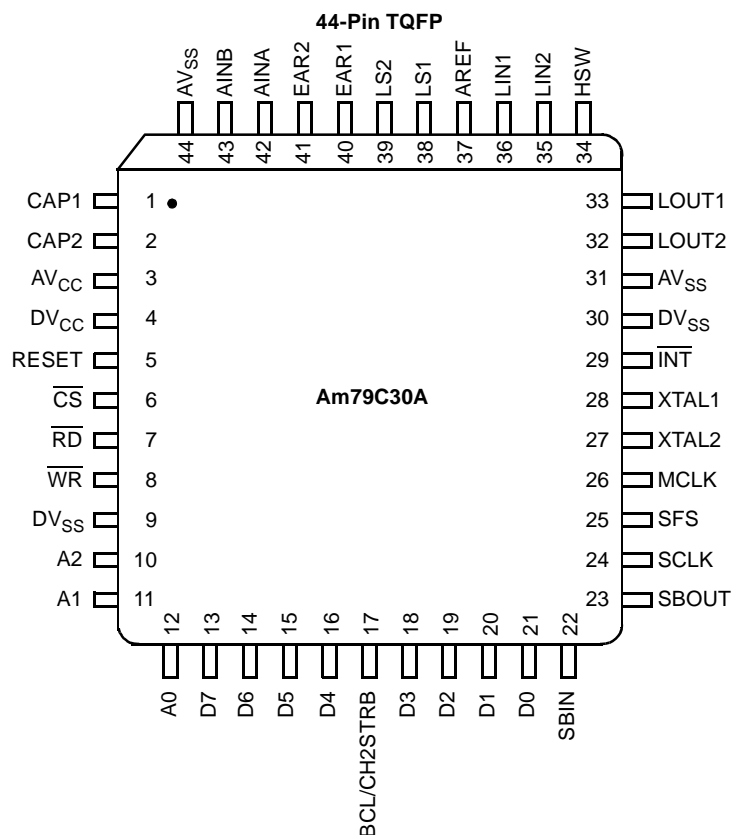 44-Pin TQFP
AVSS
AINB
AINA
EAR2
EAR1
LS2
LS1
AREF
LIN1
LIN2
HSW
44
43
42
41
40
39
38
37
36
35
34
CAP1 1 33 LOUT1
CAP2 2 32 LOUT2
AVCC 3 31 AVSS
DVCC 4 30 DVSS
RESET 5 29 I̅N̅T̅
C̅S̅ 6 Am79C30A 28 XTAL1
R̅D̅ 7 27 XTAL2
W̅R̅ 8 26 MCLK
DVSS 9 25 SFS
A2 10 24 SCLK
A1 11 23 SBOUT
12
13
14
15
16
17
18
19
20
21
22
A0
D7
D6
D5
D4
BCL/CH2STRB
D3
D2
D1
D0
SBIN